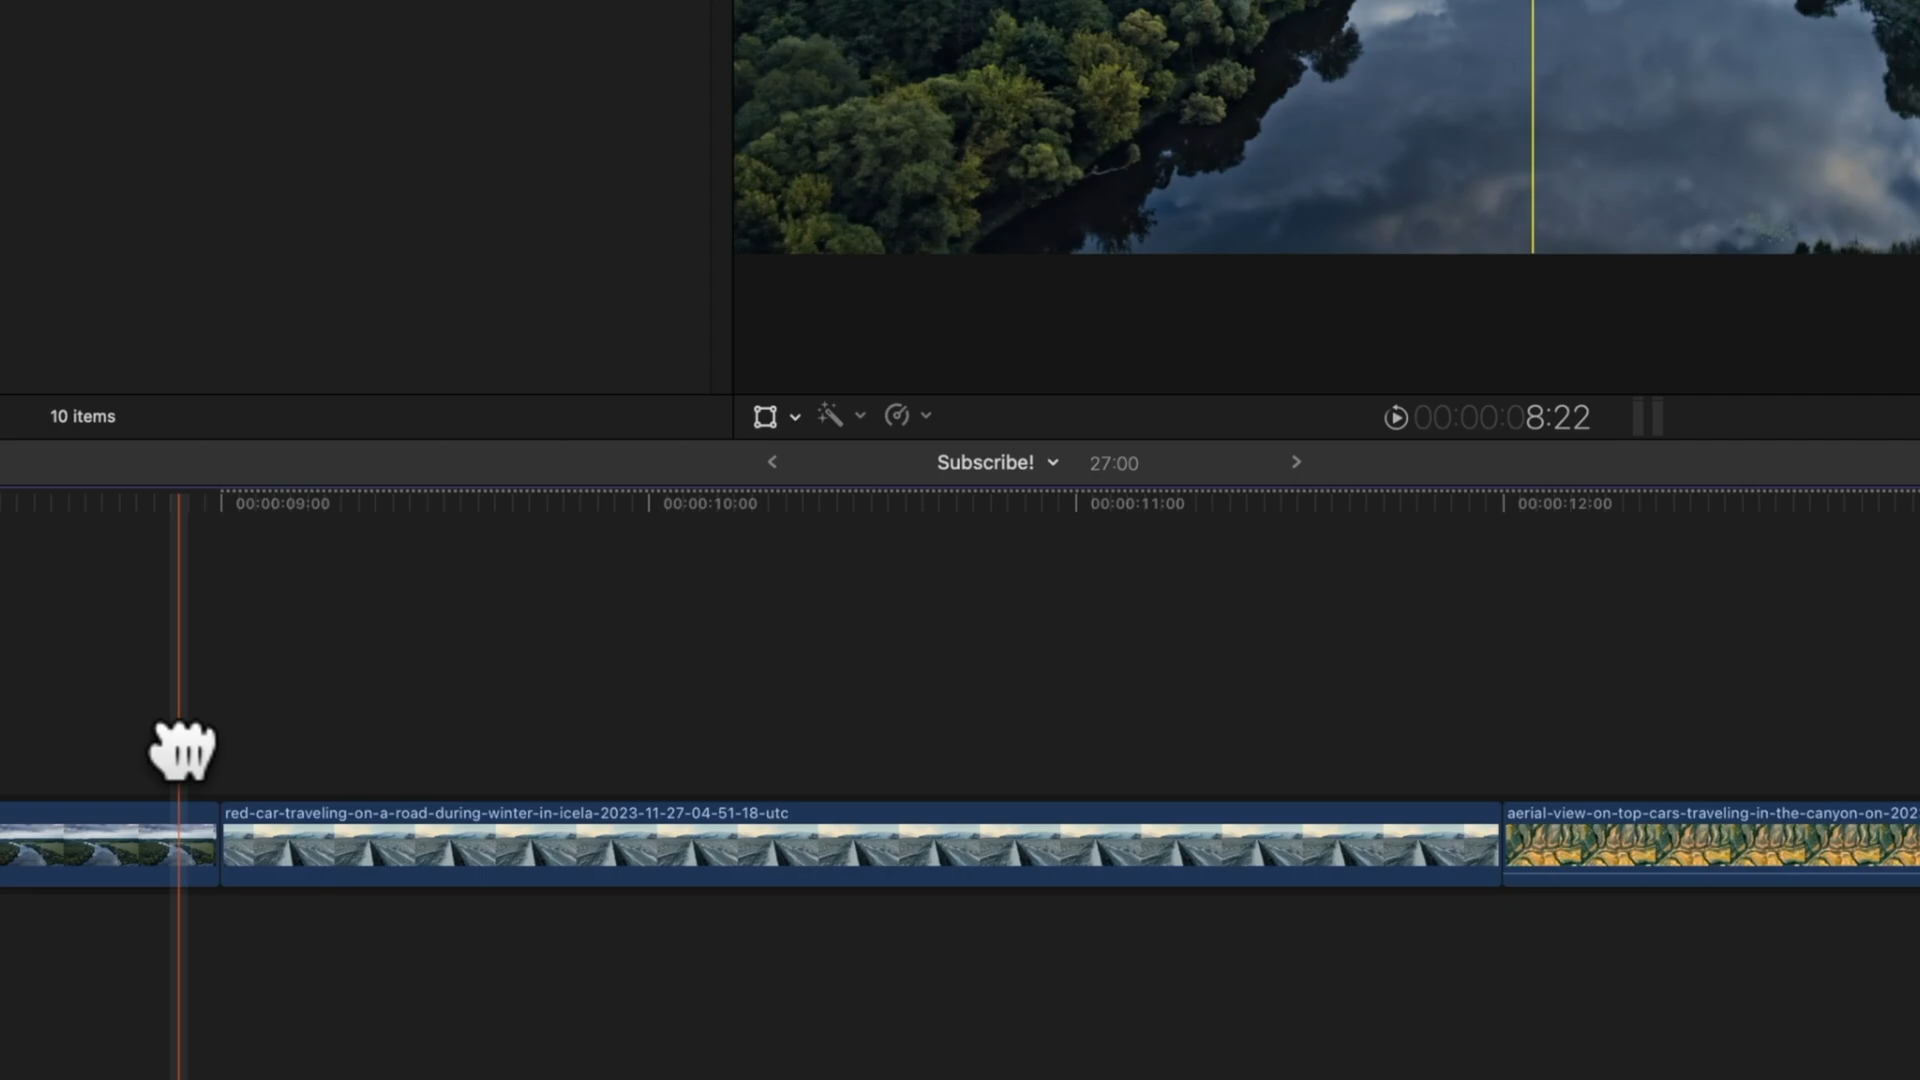 10 items
00:00:08:22
Subscribe!
27:00
00:00:09:00
00:00:10:00
00:00:11:00
00:00:12:00
red-car-traveling-on-a-road-during-winter-in-icela-2023-11-27-04-51-18-utc
aerial-view-on-top-cars-traveling-in-the-canyon-on-202